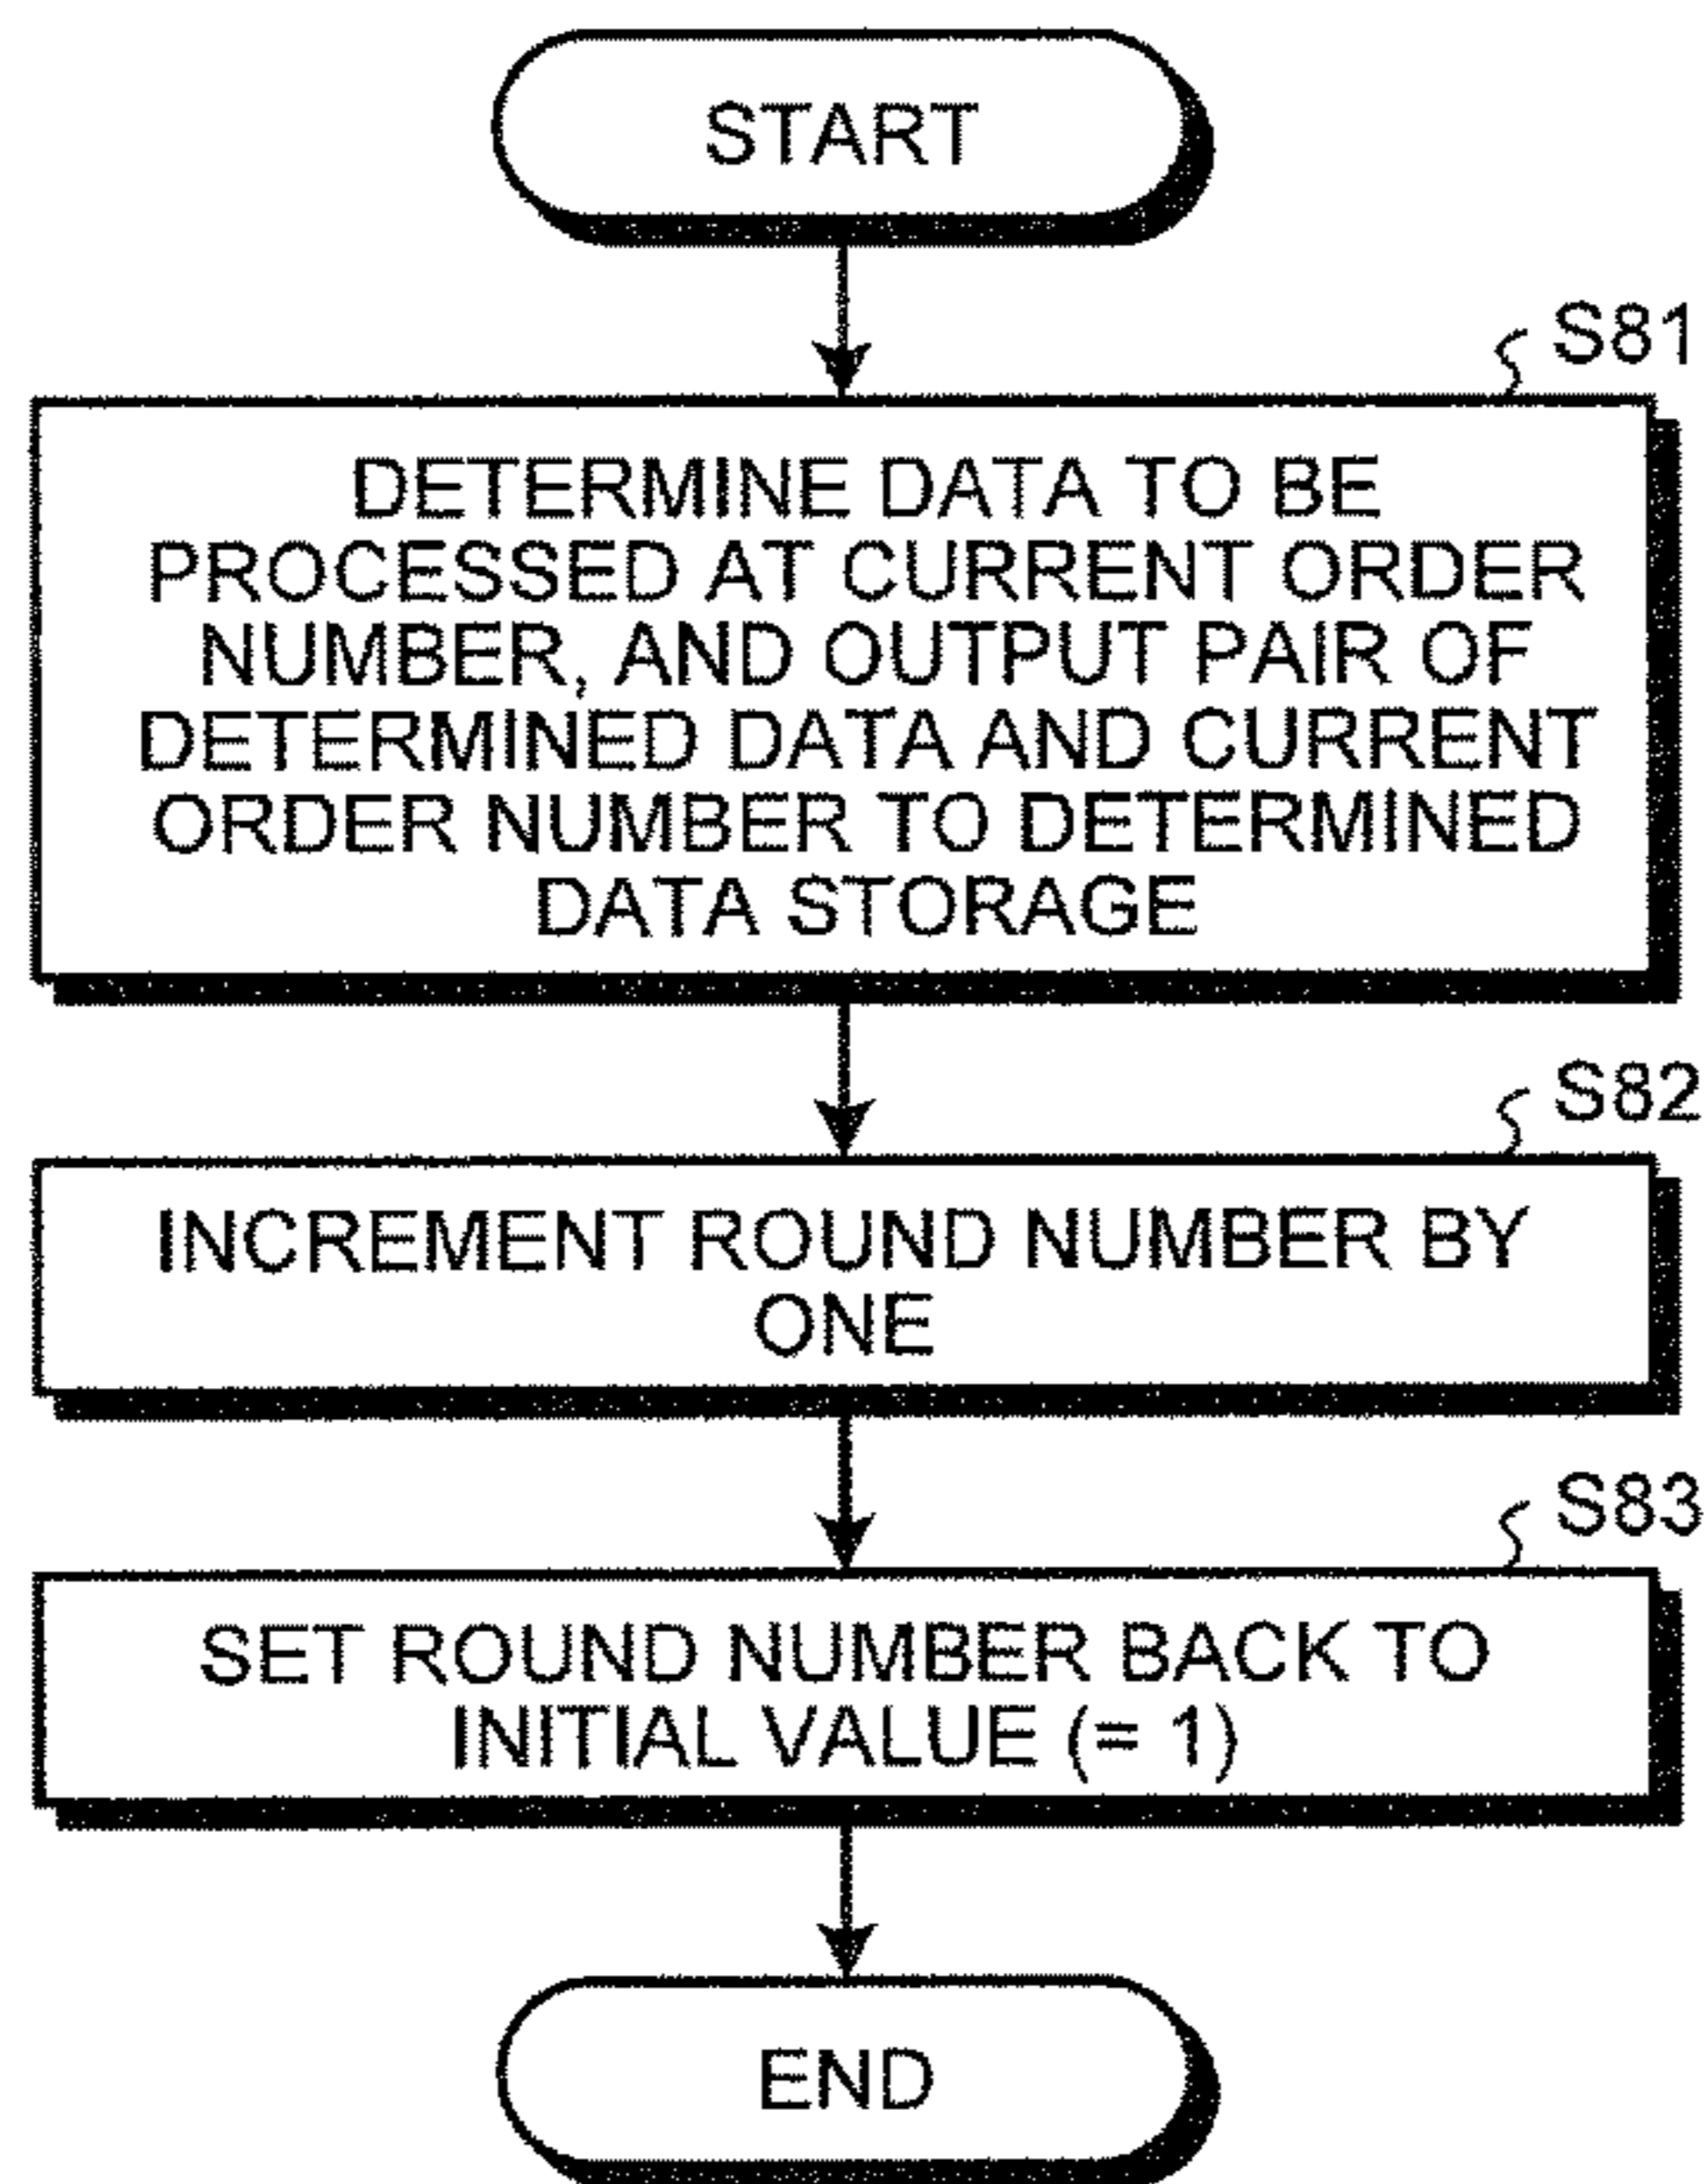 START
S81
DETERMINE DATA TO BE
PROCESSED AT CURRENT ORDER
NUMBER, AND OUTPUT PAIR OF
DETERMINED DATA AND CURRENT
ORDER NUMBER TO DETERMINED
DATA STORAGE
S82
INCREMENT ROUND NUMBER BY
ONE
S83
SET ROUND NUMBER BACK TO
INITIAL VALUE (= 1)
END